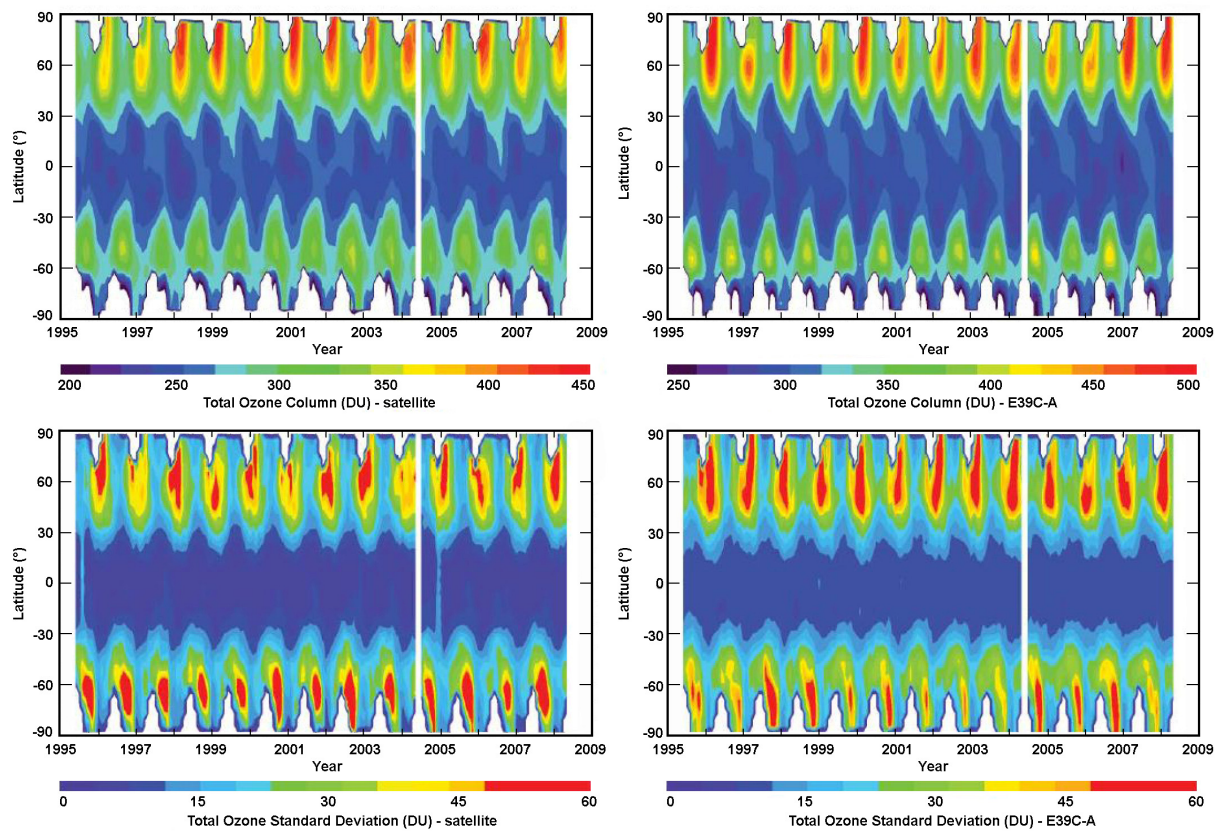 90
60
30
0
-30
-60
-90
Latitude (°)
1995 1997 1999 2001 2003 2005 2007 2009
Year
200 250 300 350 400 450
Total Ozone Column (DU) - satellite
90
60
30
0
-30
-60
-90
Latitude (°)
1995 1997 1999 2001 2003 2005 2007 2009
Year
250 300 350 400 450 500
Total Ozone Column (DU) - E39C-A
90
60
30
0
-30
-60
-90
Latitude (°)
1995 1997 1999 2001 2003 2005 2007 2009
Year
0 15 30 45 60
Total Ozone Standard Deviation (DU) - satellite
90
60
30
0
-30
-60
-90
Latitude (°)
1995 1997 1999 2001 2003 2005 2007 2009
Year
0 15 30 45 60
Total Ozone Standard Deviation (DU) - E39C-A